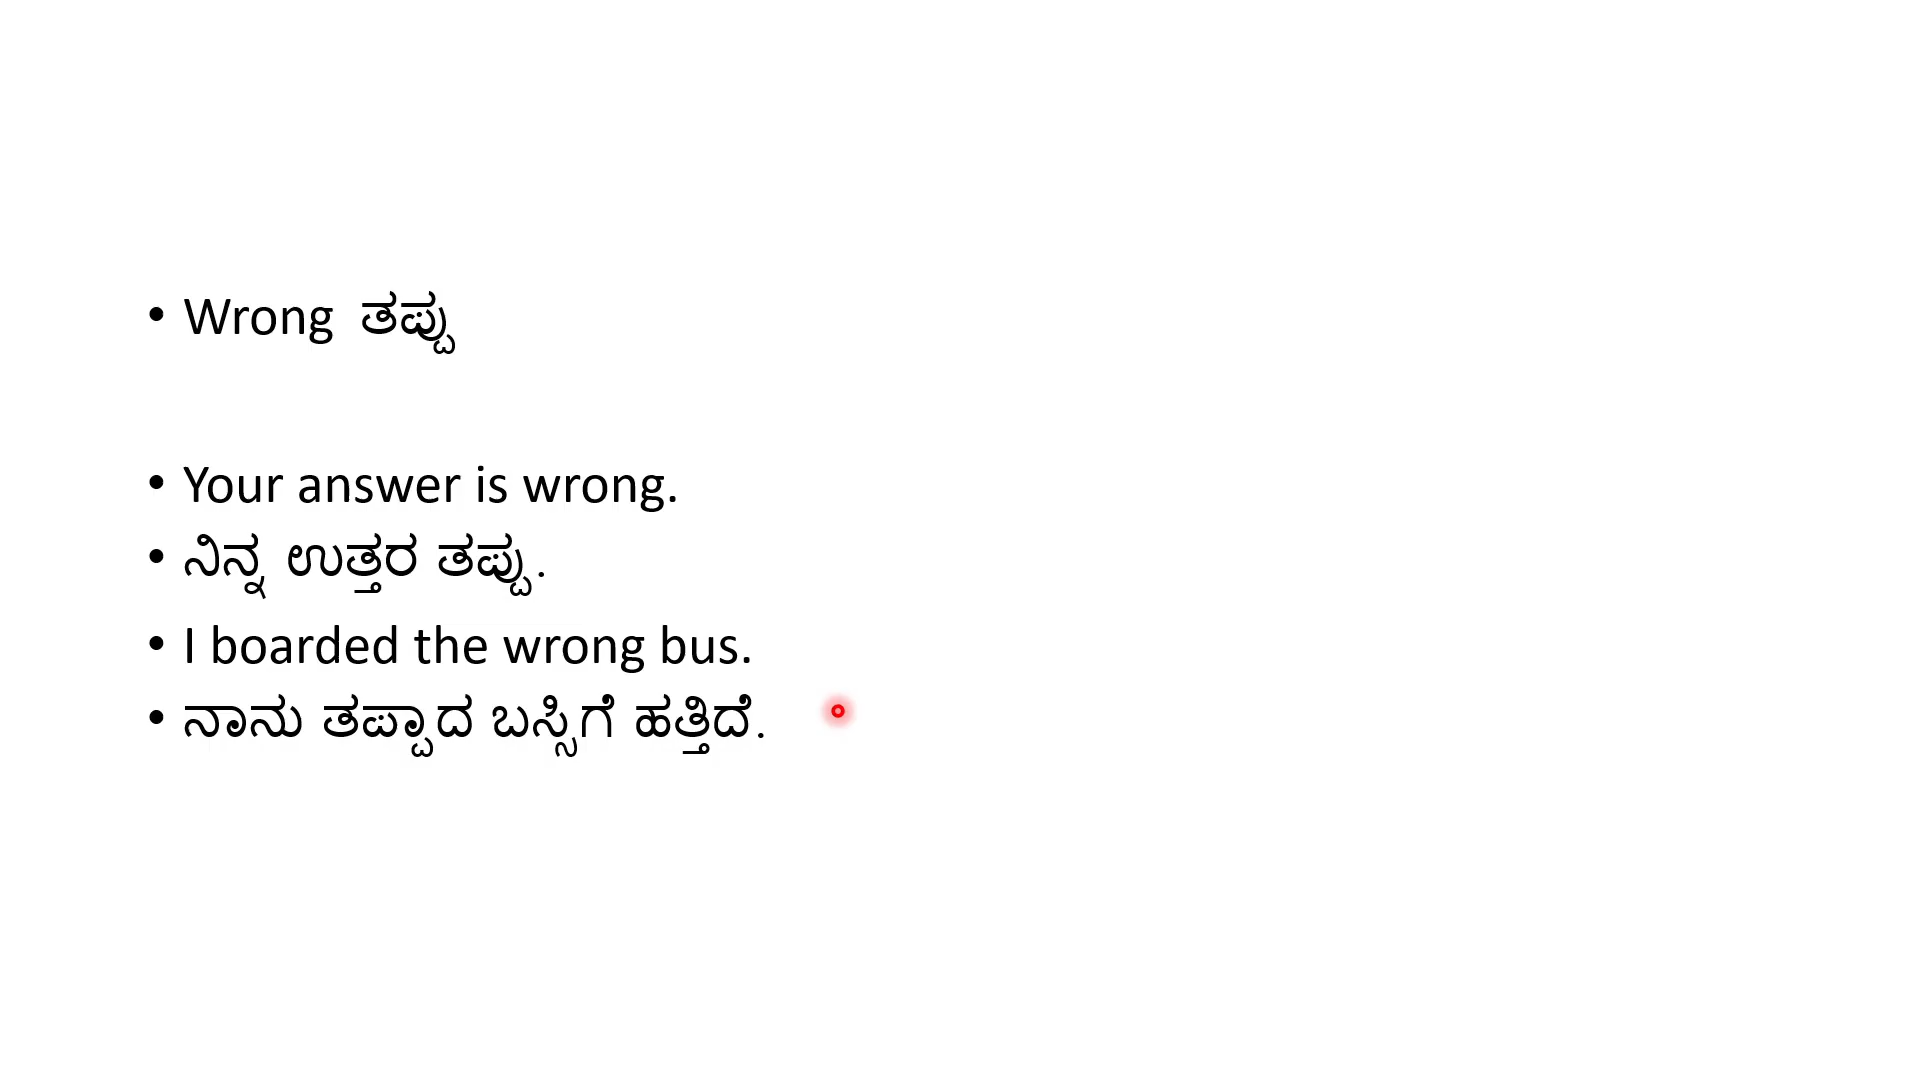 • Wrong ತಪ್ಪು
• Your answer is wrong.
• ನಿನ್ನ ಉತ್ತರ ತಪ್ಪು.
• I boarded the wrong bus.
• ನಾನು ತಪ್ಪಾದ ಬಸ್ಸಿಗೆ ಹತ್ತಿದೆ.